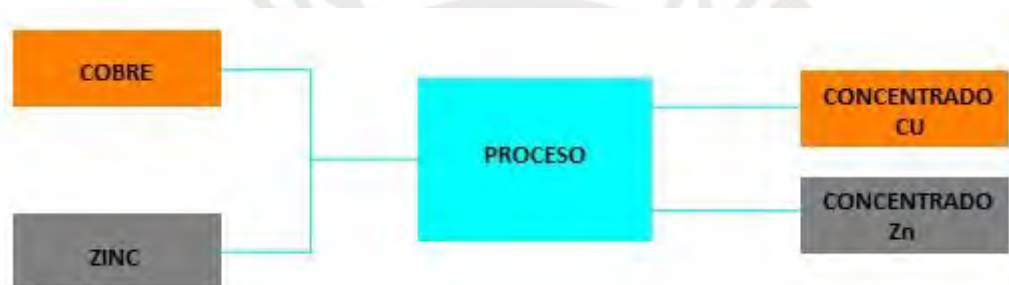 COBRE
ZINC
PROCESO
CONCENTRADO
CU
CONCENTRADO
Zn